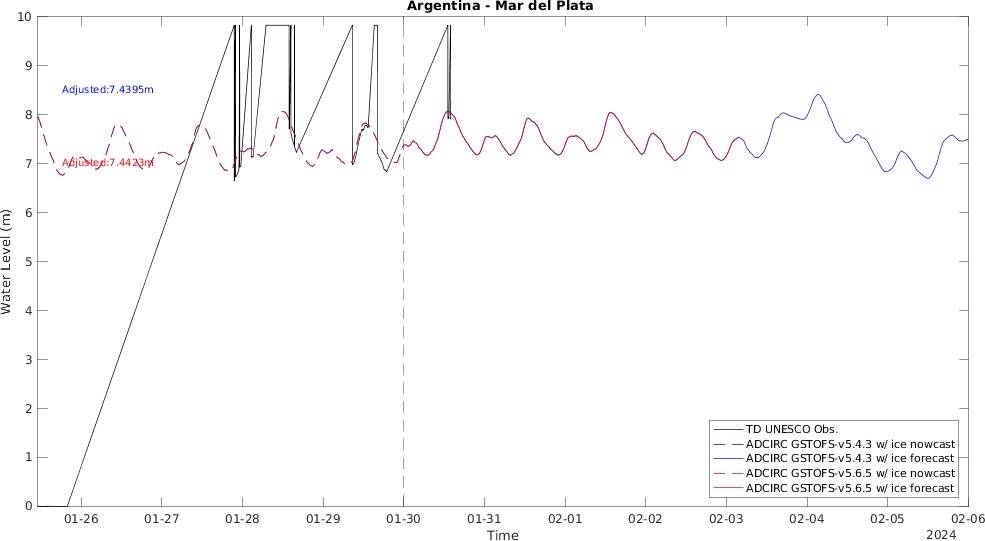 Argentina - Mar del Plata
10
9
8
7
6
5
4
3
2
1
0
Water Level (m)
Adjusted:7.4395m
Adjusted:7.4423m
TD UNESCO Obs.
ADCIRC GSTOFS-v5.4.3 w/ ice nowcast
ADCIRC GSTOFS-v5.4.3 w/ ice forecast
ADCIRC GSTOFS-v5.6.5 w/ ice nowcast
ADCIRC GSTOFS-v5.6.5 w/ ice forecast
01-26 01-27 01-28 01-29 01-30 01-31 02-01 02-02 02-03 02-04 02-05 02-06
Time
2024